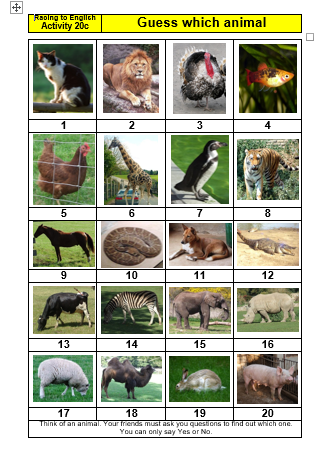 Racing to English
Activity 20c
Guess which animal
1 2 3 4
5 6 7 8
9 10 11 12
13 14 15 16
17 18 19 20
Think of an animal. Your friends must ask you questions to find out which one.
You can only say Yes or No.